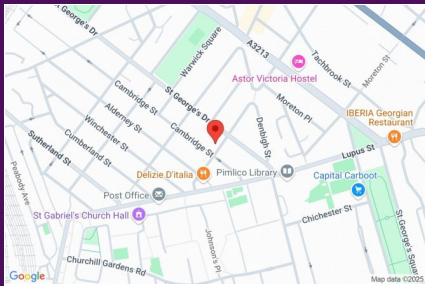 St George's Dr
Warwick Square
A3213
Tachbrook St
Moreton St
Astor Victoria Hostel
St George's Dr
Moreton Pl
Cambridge St
Alderney St
Winchester St
Cumberland St
Sutherland St
Cambridge St
Denbigh St
IBERIA Georgian
Restaurant
Lupus St
Peabody Ave
Delizie D'italia
Pimlico Library
Post Office
Capital Carboot
St Gabriel's Church Hall
Chichester St
St George's Square
Johnson's Pl
Churchill Gardens Rd
Google
Map data ©2025